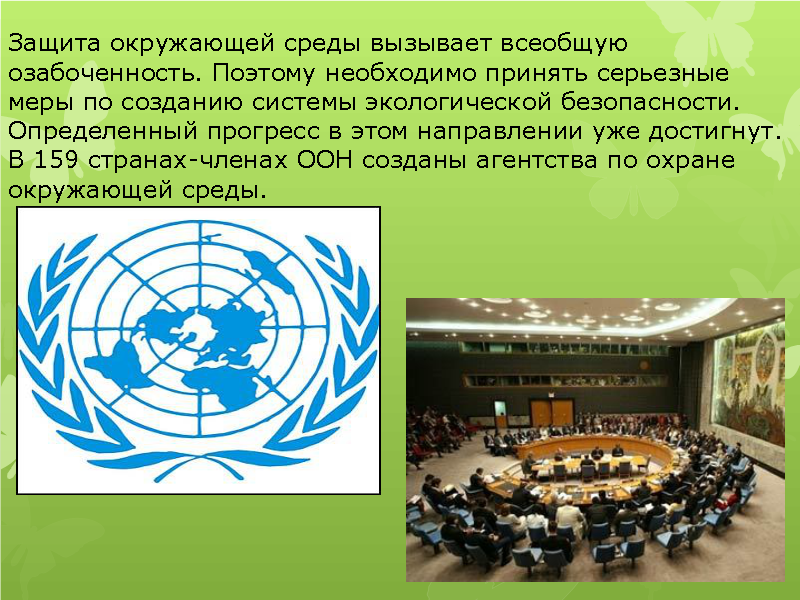 Защита окружающей среды вызывает всеобщую
озабоченность. Поэтому необходимо принять серьезные
меры по созданию системы экологической безопасности.
Определенный прогресс в этом направлении уже достигнут.
В 159 странах-членах ООН созданы агентства по охране
окружающей среды.